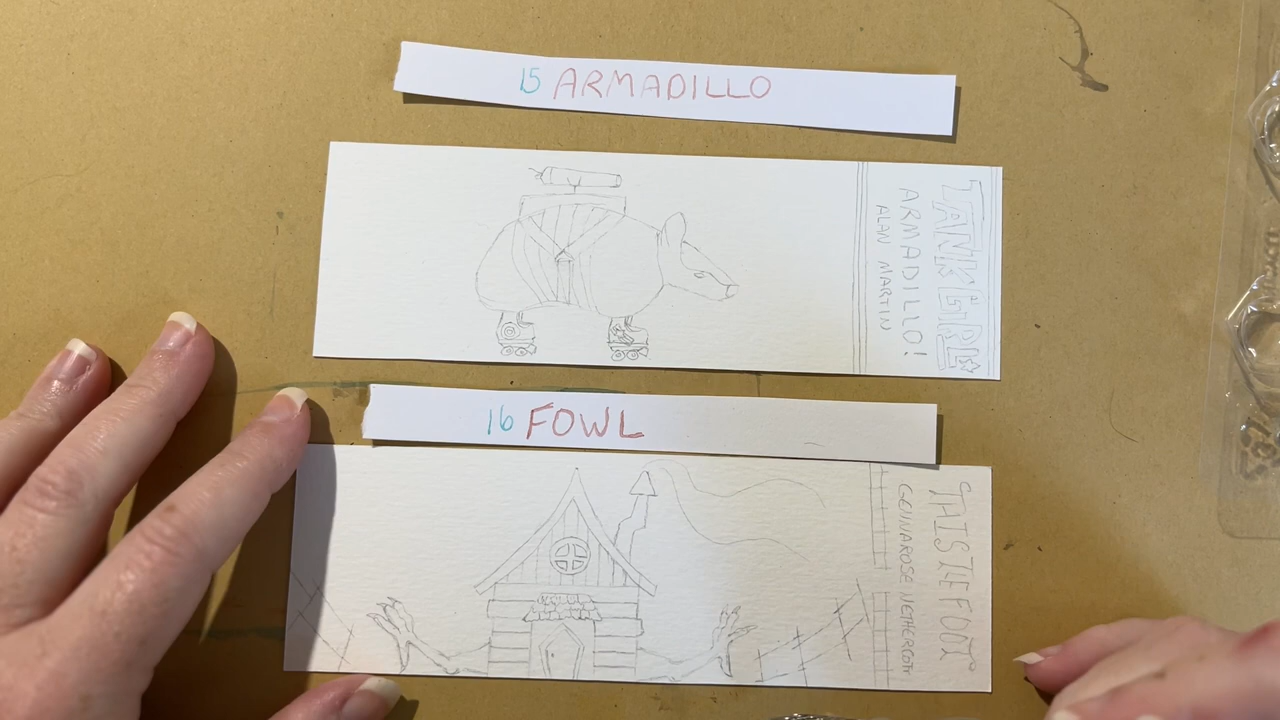 15 ARMADILLO
TANK GIRL
ARMADILLO!
ALAN MARTIN
16 FOWL
THISTLEFOOT
GENNAROSE NETHERCOTT